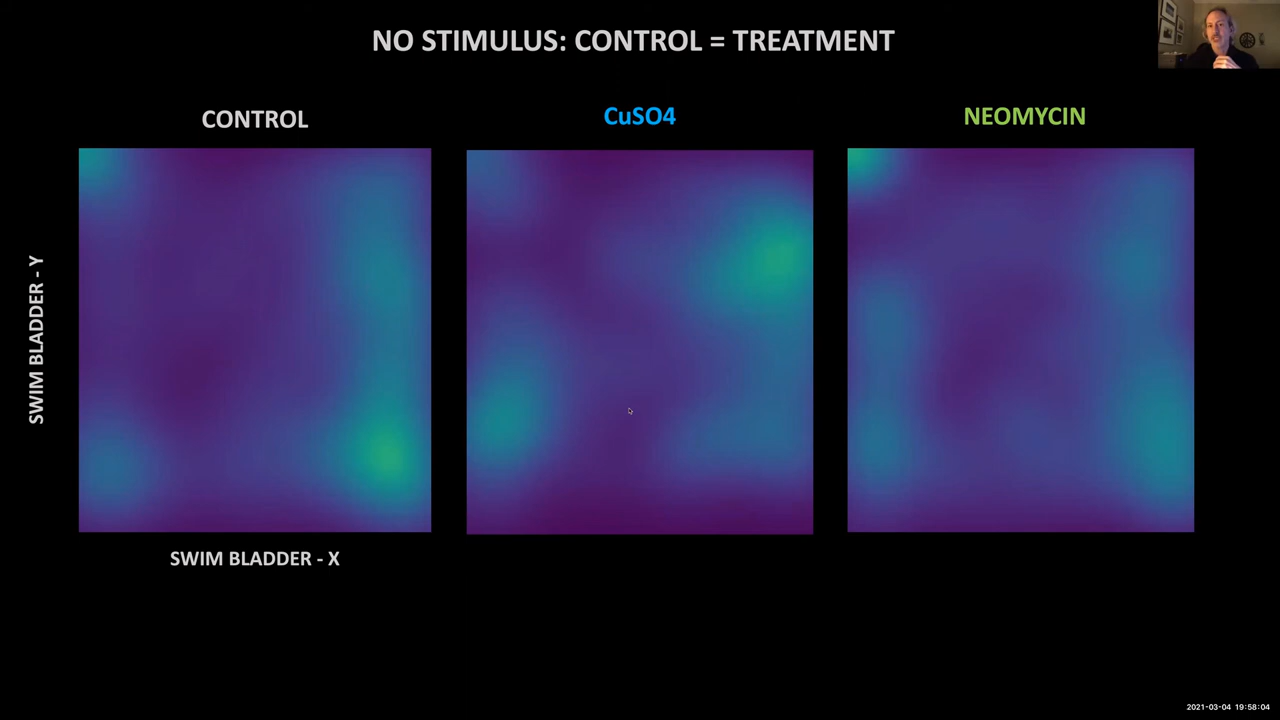 NO STIMULUS: CONTROL = TREATMENT
CONTROL
CuSO4
NEOMYCIN
SWIM BLADDER - Y
SWIM BLADDER - X
2021-03-04 19:58:04